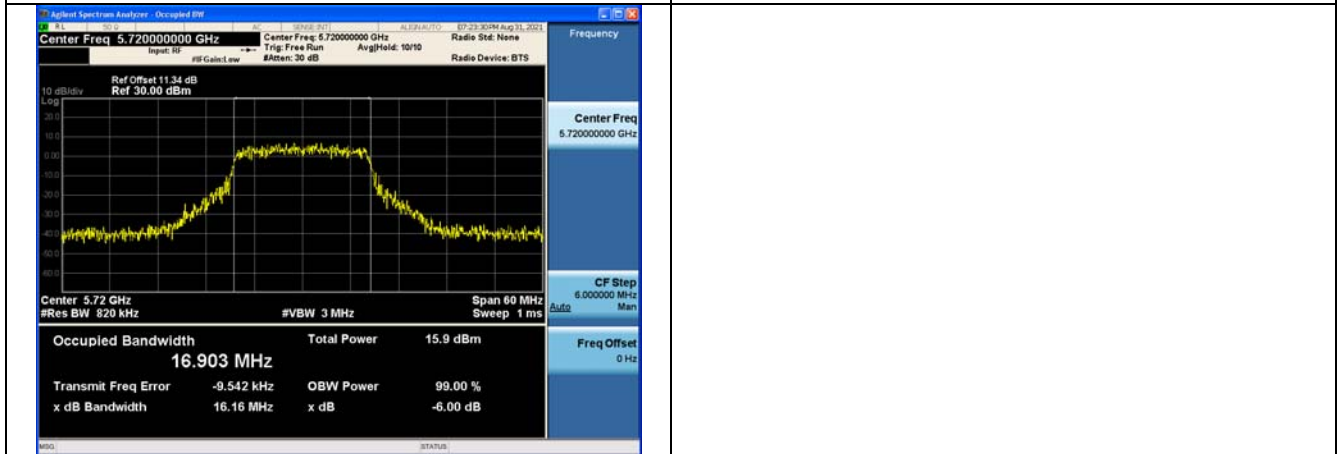 Agilent Spectrum Analyzer - Occupied BW
RL 50 Ω AC SENSE:INT ALIGNAUTO 07:23:30 PM Aug 31, 2021
Center Freq 5.720000000 GHz
Center Freq: 5.720000000 GHz
Radio Std: None
Input: RF
Trig: Free Run Avg|Hold: 10/10
#IFGain:Low
#Atten: 30 dB
Radio Device: BTS
Frequency
Ref Offset 11.34 dB
10 dB/div Ref 30.00 dBm
Log
20.0
10.0
0.00
-10.0
-20.0
-30.0
-40.0
-50.0
-60.0
Center Freq
5.720000000 GHz
CF Step
6.000000 MHz
Auto Man
Freq Offset
0 Hz
Center 5.72 GHz Span 60 MHz
#Res BW 820 kHz #VBW 3 MHz Sweep 1 ms
Occupied Bandwidth Total Power 15.9 dBm
16.903 MHz
Transmit Freq Error -9.542 kHz OBW Power 99.00 %
x dB Bandwidth 16.16 MHz x dB -6.00 dB
MSG STATUS